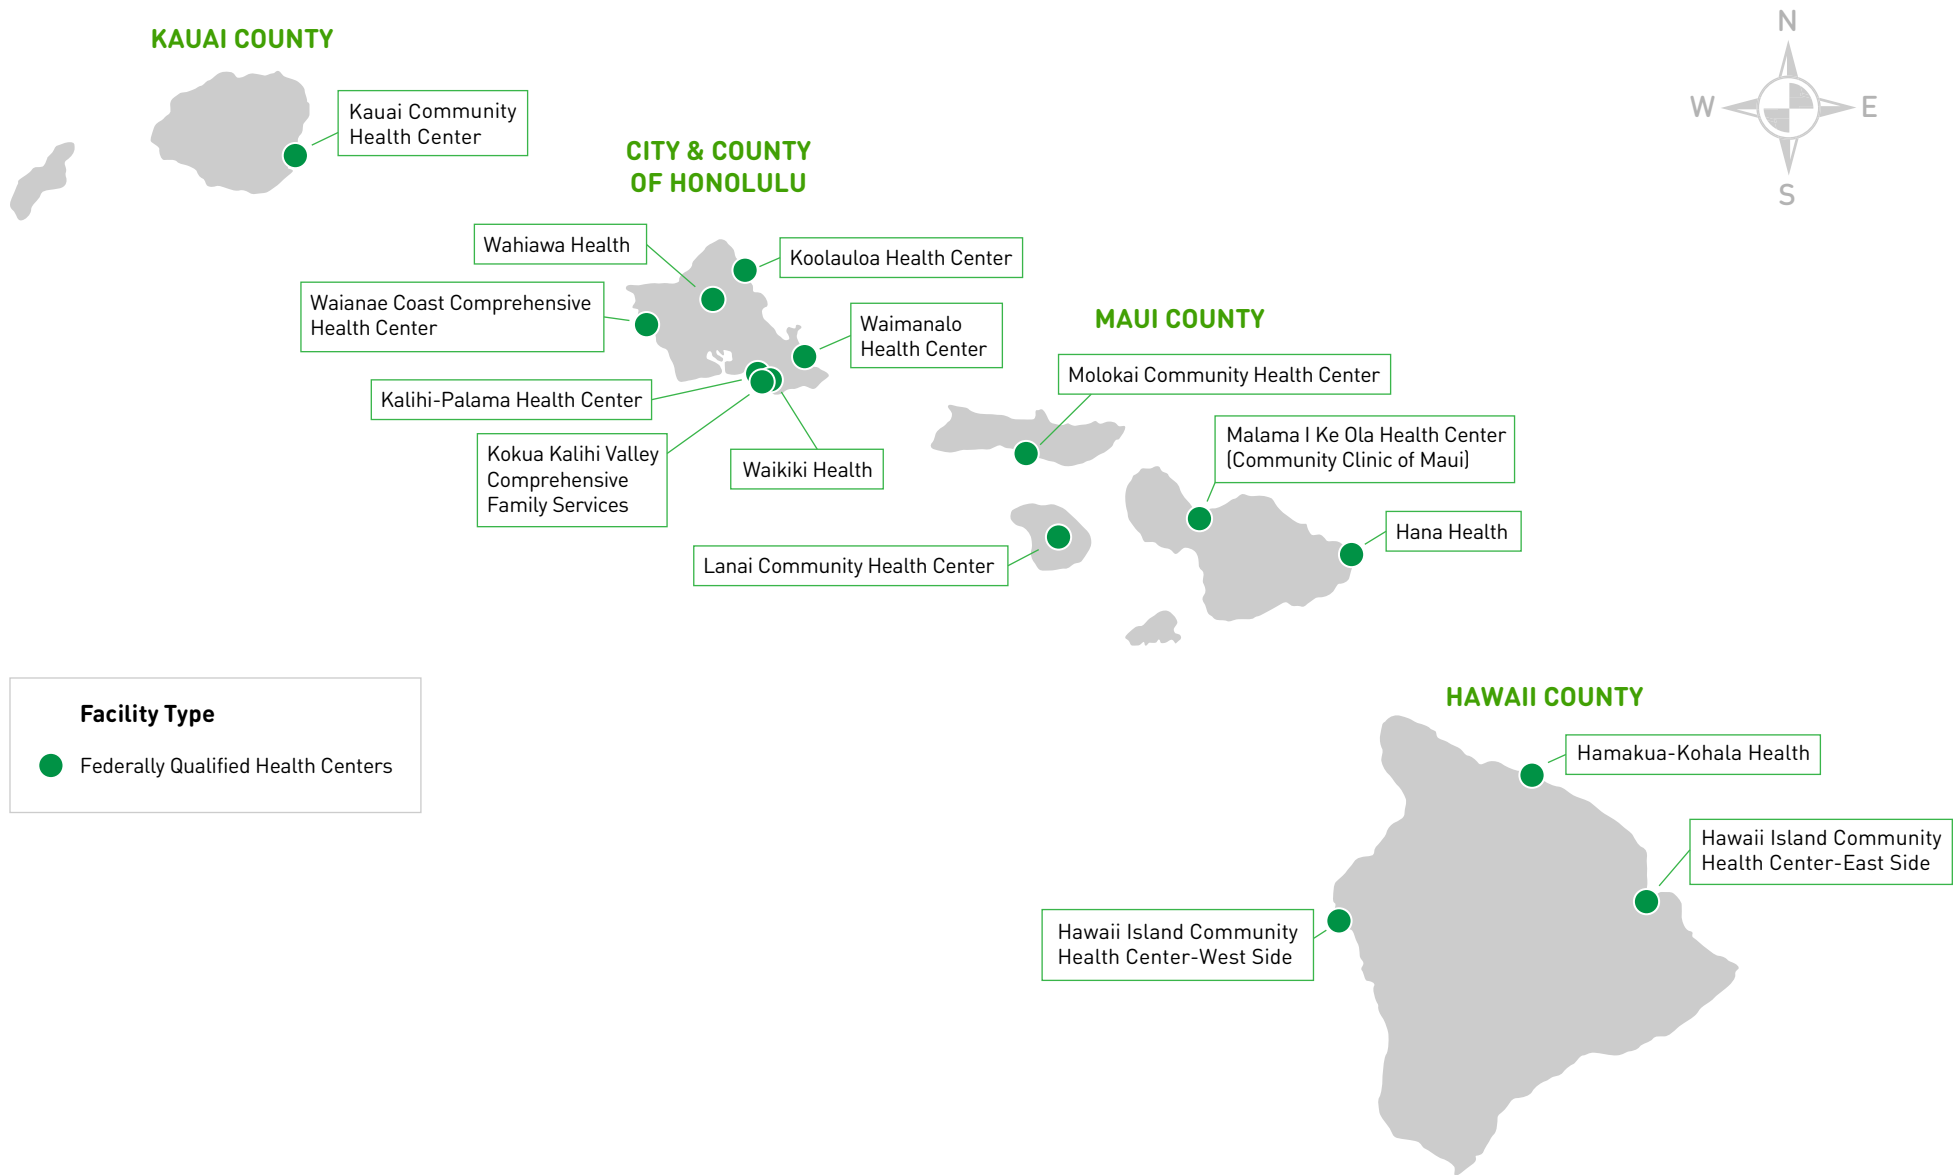 KAUAI COUNTY
Kauai Community
Health Center
N
W
E
S
CITY & COUNTY
OF HONOLULU
Wahiawa Health
Koolauloa Health Center
Waianae Coast Comprehensive
Health Center
Waimanalo
Health Center
Kalihi-Palama Health Center
Kokua Kalihi Valley
Comprehensive
Family Services
Waikiki Health
MAUI COUNTY
Molokai Community Health Center
Malama I Ke Ola Health Center
(Community Clinic of Maui)
Hana Health
Lanai Community Health Center
Facility Type
Federally Qualified Health Centers
HAWAII COUNTY
Hamakua-Kohala Health
Hawaii Island Community
Health Center-East Side
Hawaii Island Community
Health Center-West Side